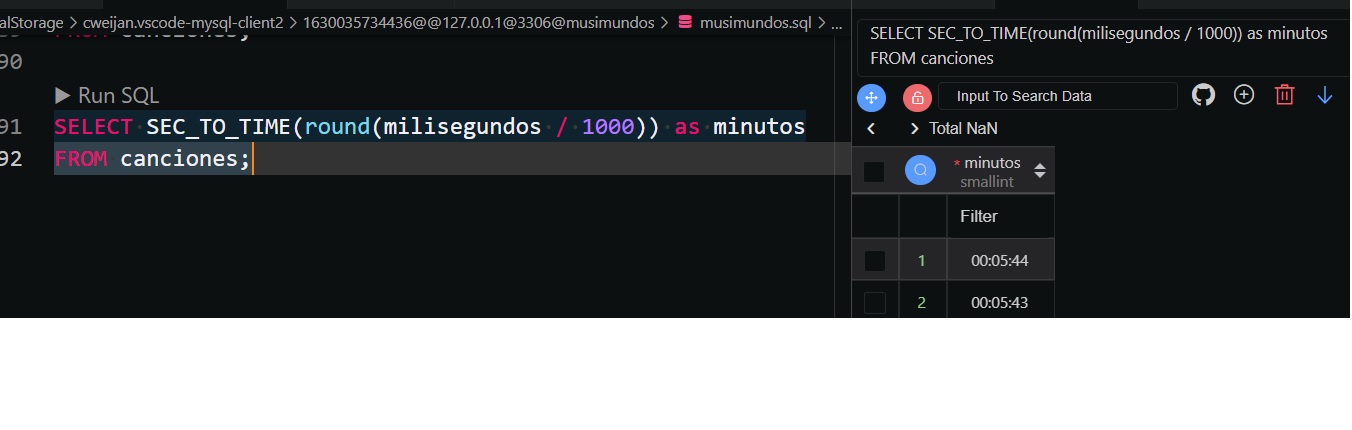 alStorage > cweijan.vscode-mysql-client2 > 1630035734436@@127.0.0.1@3306@musimundos > musimundos.sql > ...
FROM canciones;
90
Run SQL
91 SELECT SEC_TO_TIME(round(milisegundos / 1000)) as minutos
92 FROM canciones;
SELECT SEC_TO_TIME(round(milisegundos / 1000)) as minutos
FROM canciones
Input To Search Data
< > Total NaN
* minutos
smallint
Filter
1 00:05:44
2 00:05:43